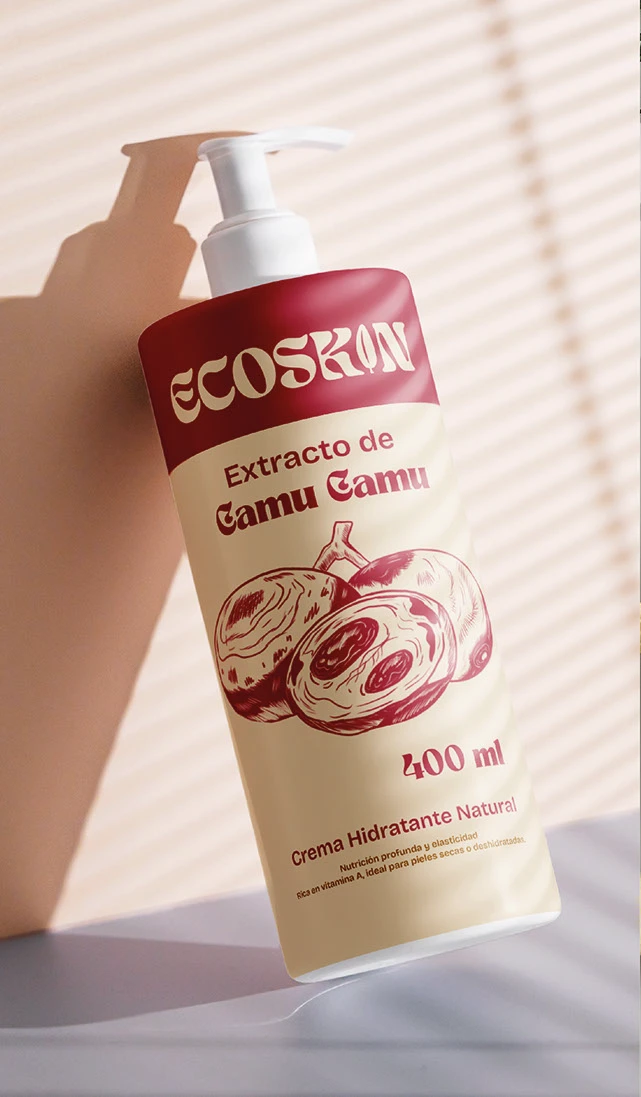 ECOSKIN
Extracto de
Camu Camu
400 ml
Crema Hidratante Natural
Nutrición profunda y elasticidad
Rica en vitamina A, ideal para pieles secas o deshidratadas.